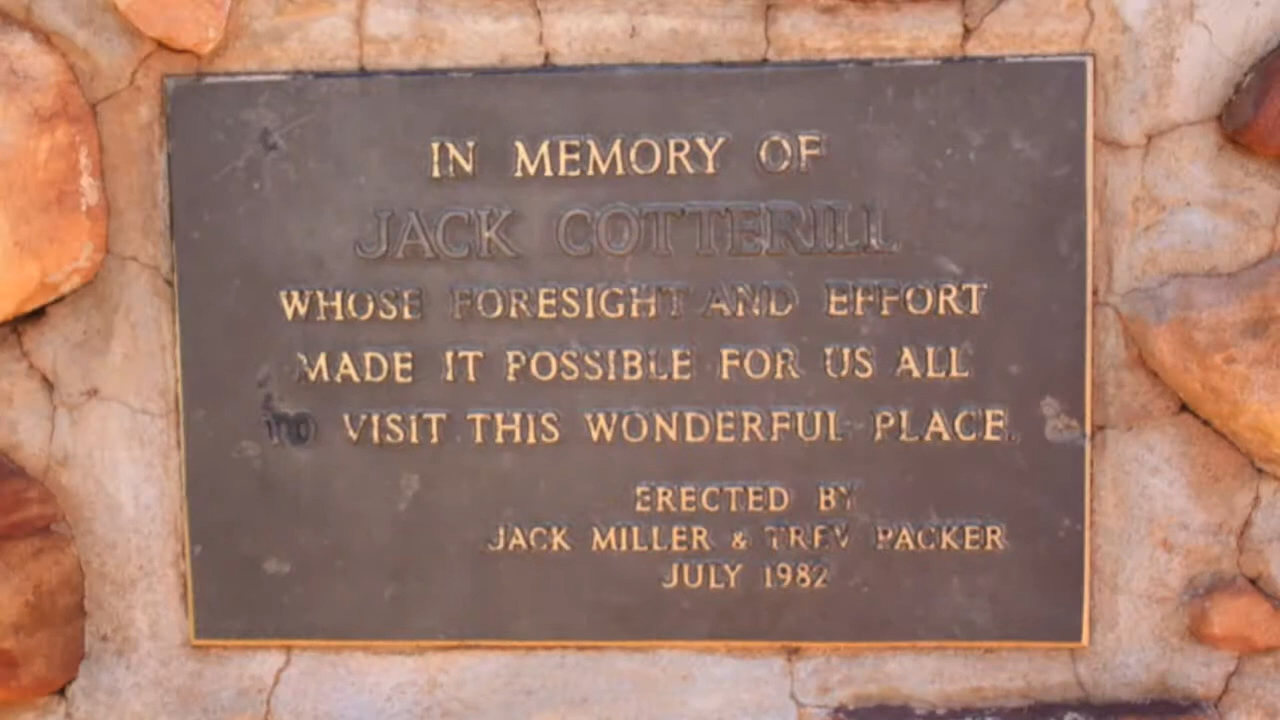 IN MEMORY OF
JACK COTTERILL
WHOSE FORESIGHT AND EFFORT
MADE IT POSSIBLE FOR US ALL
TO VISIT THIS WONDERFUL PLACE.
ERECTED BY
JACK MILLER & TREV PACKER
JULY 1982